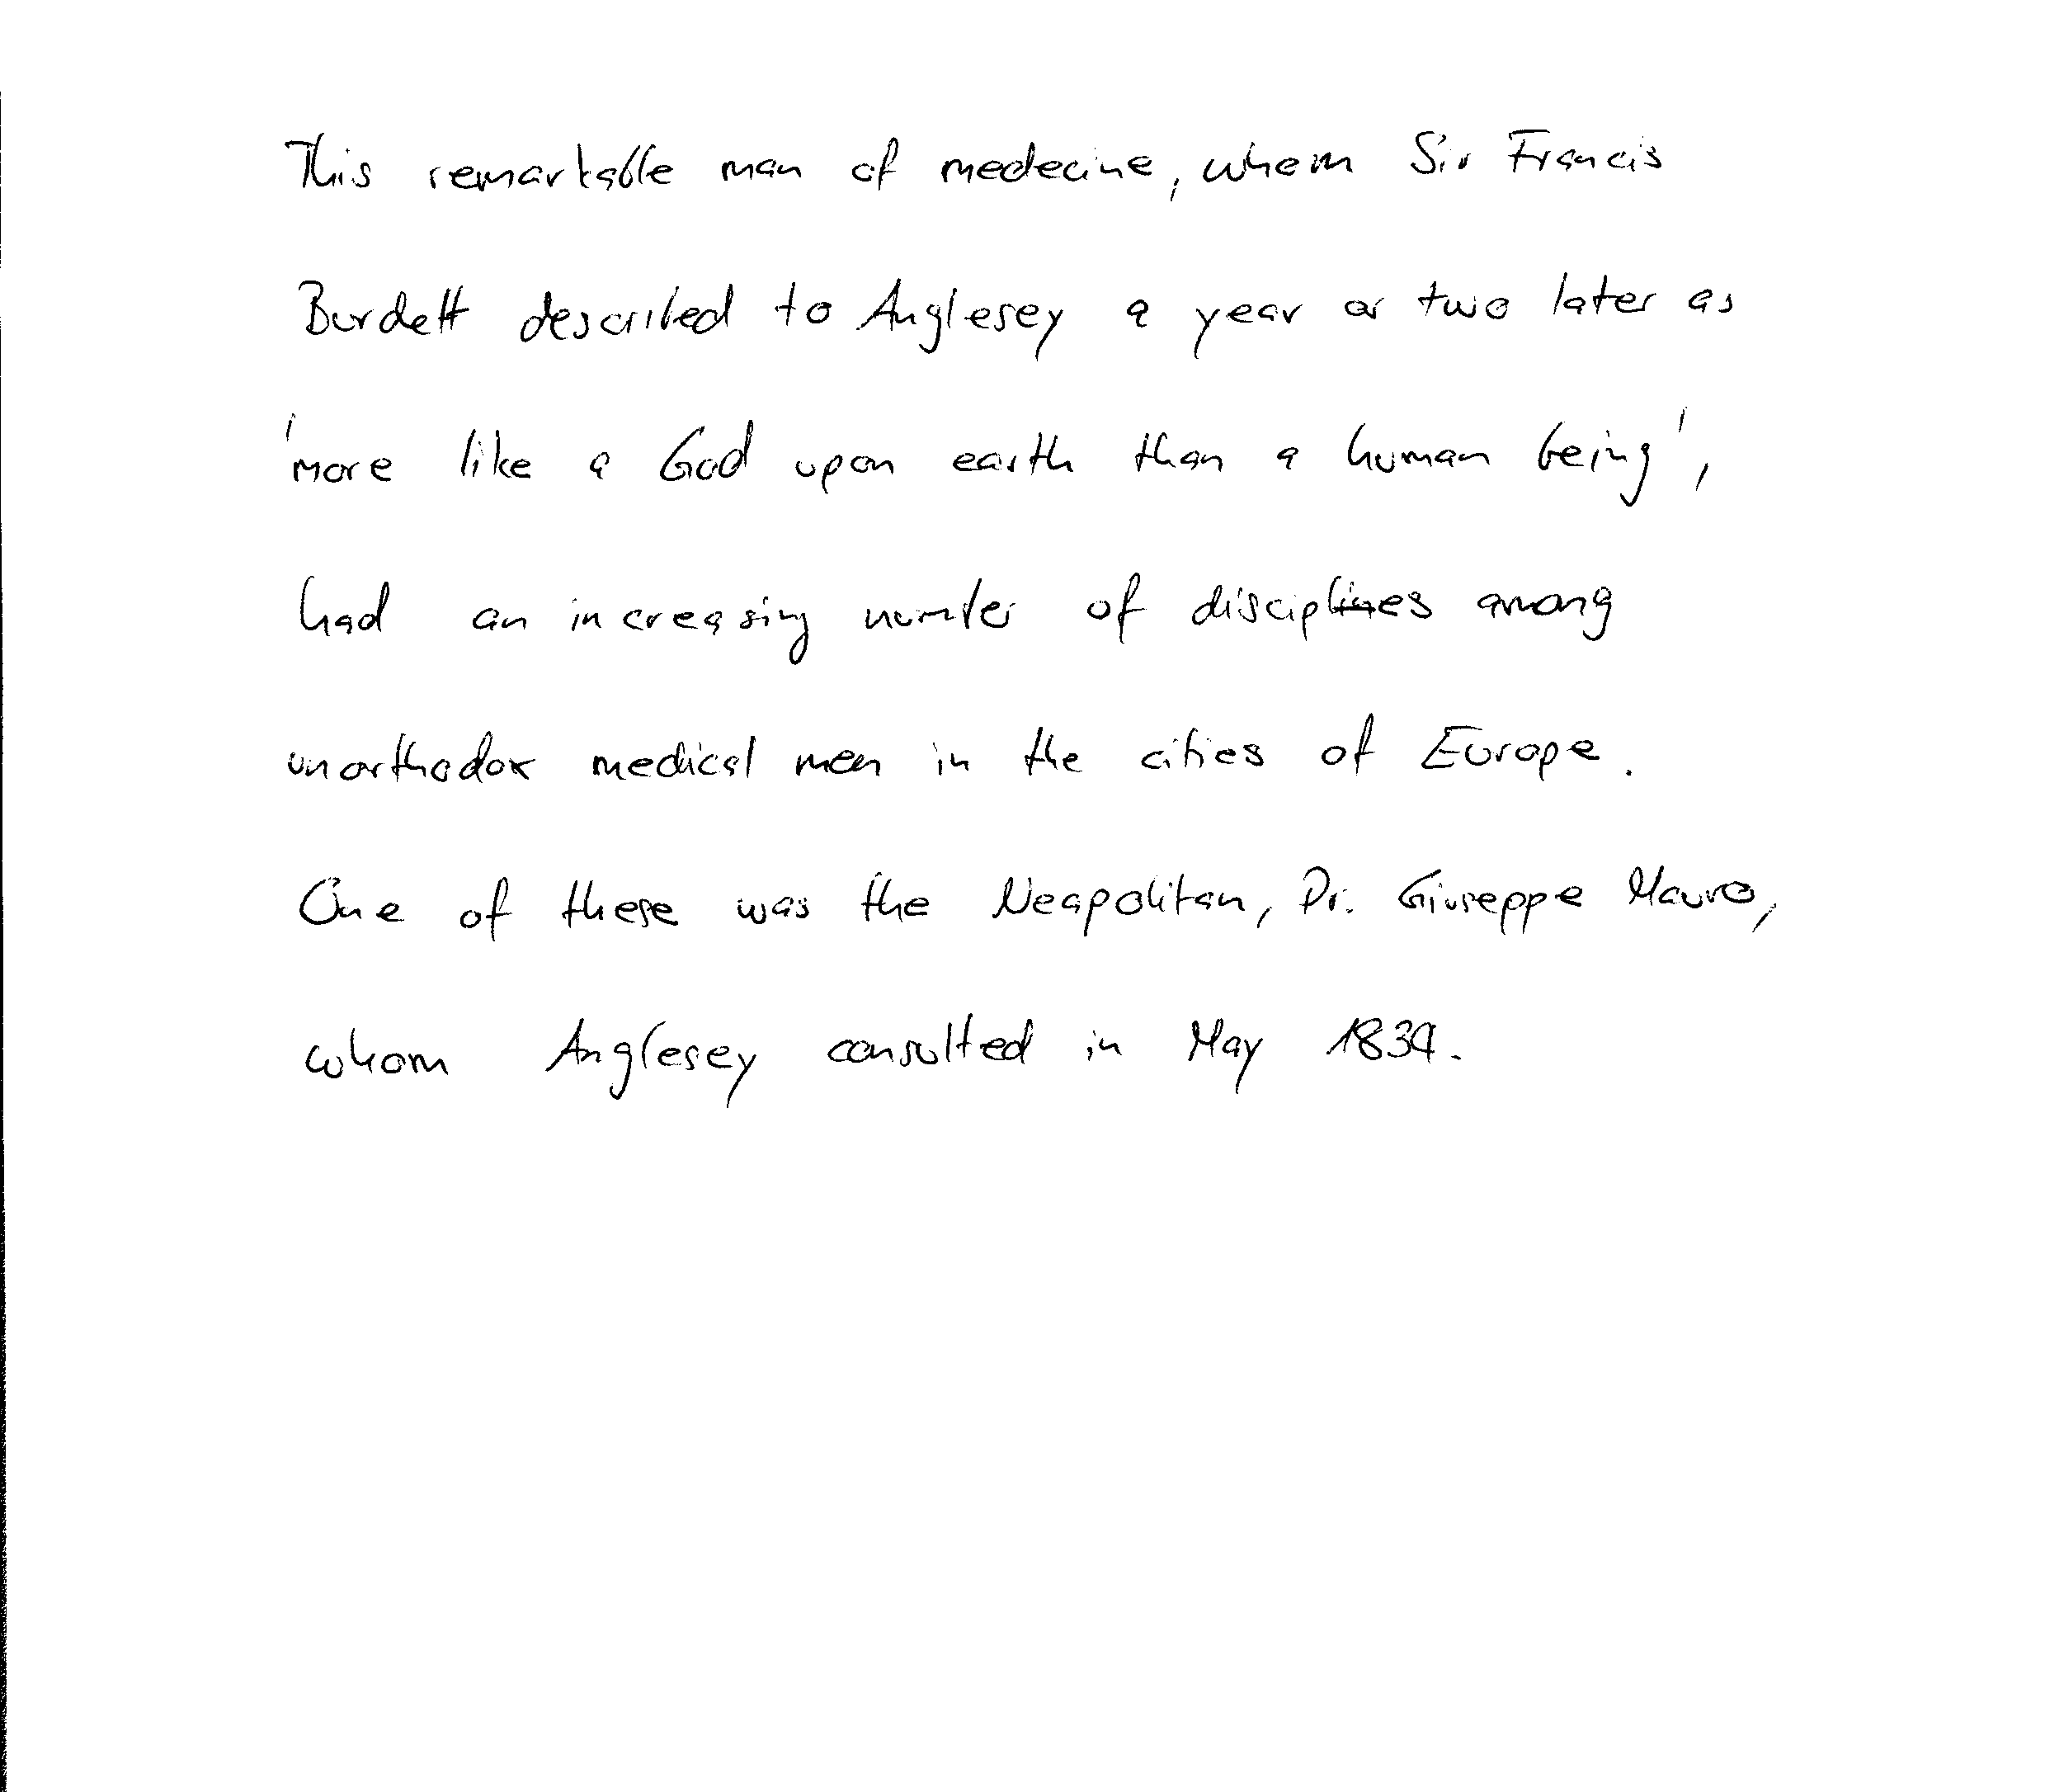 This remarkable man of medecine, whom Sir Francis
Burdett described to Anglesey a year or two later as
'more like a God upon earth than a human being',
had an increasing number of disciplines among
unorthodox medical men in the cities of Europe.
One of these was the Neapolitan, Dr. Giuseppe Mauro,
whom Anglesey consulted in May 1834.